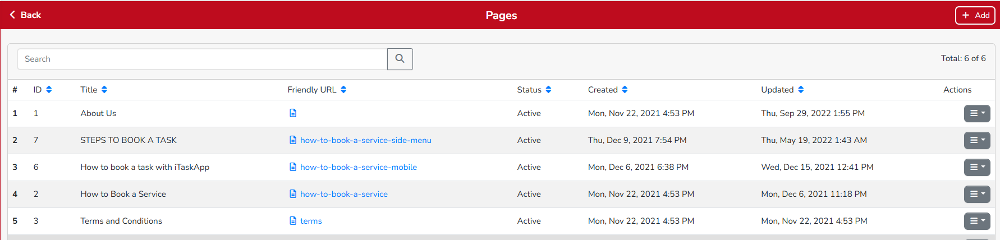 Back Pages Add
Search Total: 6 of 6
# ID Title Friendly URL Status Created Updated Actions
1 1 About Us Active Mon, Nov 22, 2021 4:53 PM Thu, Sep 29, 2022 1:55 PM
2 7 STEPS TO BOOK A TASK how-to-book-a-service-side-menu Active Thu, Dec 9, 2021 7:54 PM Thu, May 19, 2022 1:43 AM
3 6 How to book a task with iTaskApp how-to-book-a-service-mobile Active Mon, Dec 6, 2021 6:38 PM Wed, Dec 15, 2021 12:41 PM
4 2 How to Book a Service how-to-book-a-service Active Mon, Nov 22, 2021 4:53 PM Mon, Dec 6, 2021 11:18 PM
5 3 Terms and Conditions terms Active Mon, Nov 22, 2021 4:53 PM Mon, Nov 22, 2021 4:53 PM